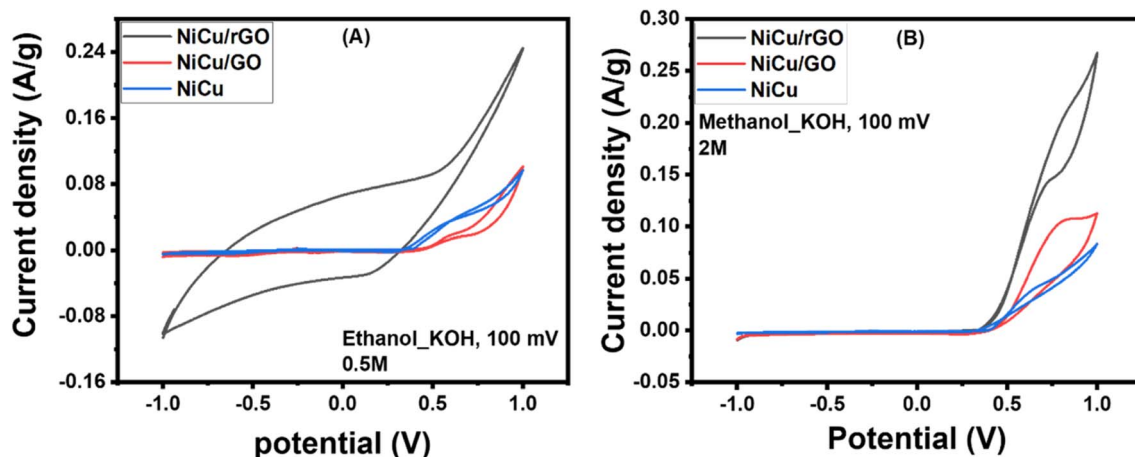 (A)
NiCu/rGO
NiCu/GO
NiCu
Current density (A/g)
0.24
0.16
0.08
0.00
-0.08
-0.16
Ethanol_KOH, 100 mV
0.5M
-1.0 -0.5 0.0 0.5 1.0
potential (V)
(B)
NiCu/rGO
NiCu/GO
NiCu
Methanol_KOH, 100 mV
2M
Current density (A/g)
0.30
0.25
0.20
0.15
0.10
0.05
0.00
-0.05
-1.0 -0.5 0.0 0.5 1.0
Potential (V)